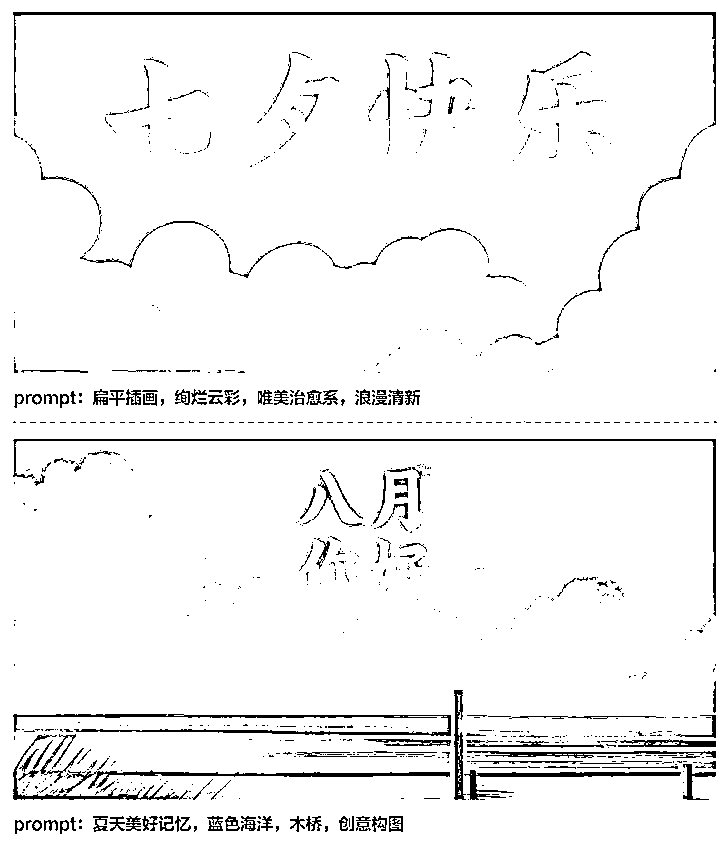 七夕快乐
prompt：扁平插画，绚烂云彩，唯美治愈系，浪漫清新
八月
你好
prompt：夏天美好记忆，蓝色海洋，木桥，创意构图